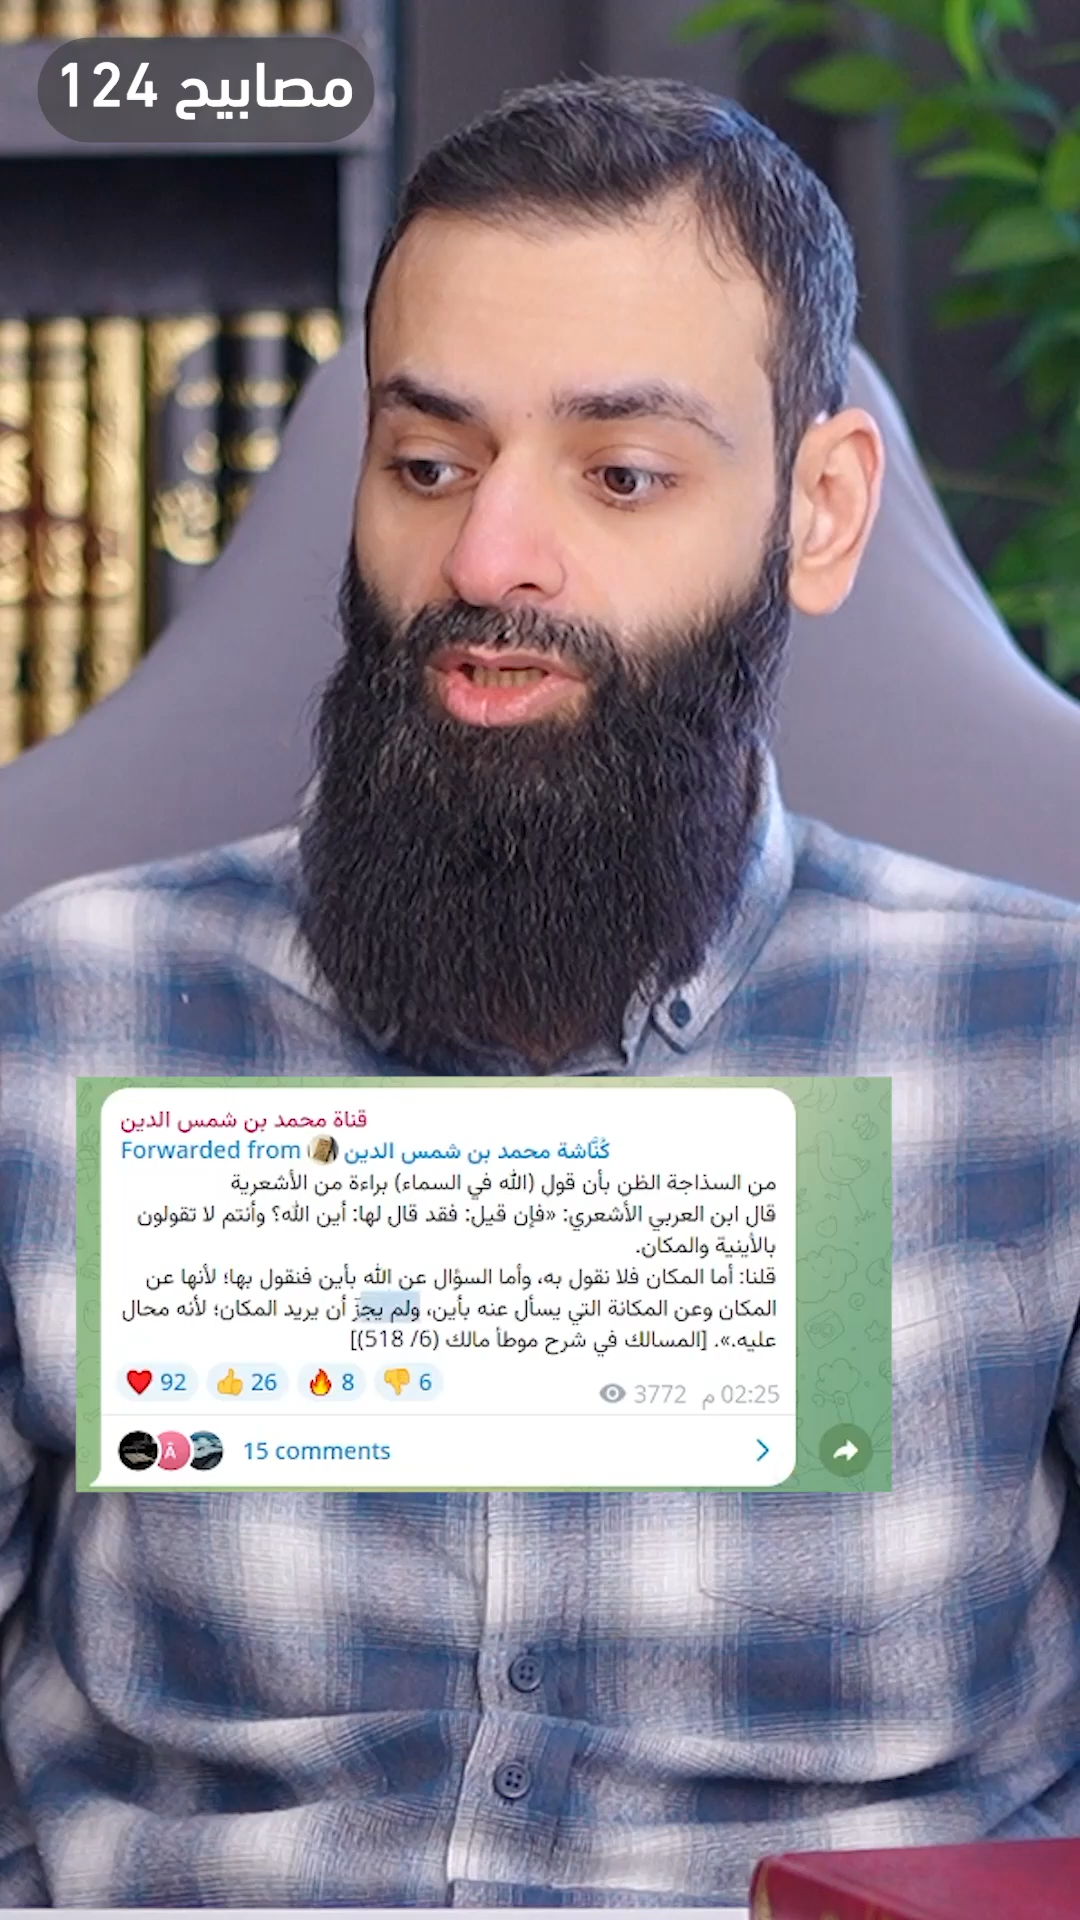 مصابيح 124
قناة محمد بن شمس الدين
Forwarded from كُنَّاشة محمد بن شمس الدين
من السذاجة الظن بأن قول (الله في السماء) براءة من الأشعرية
قال ابن العربي الأشعري: «فإن قيل: فقد قال لها: أين الله؟ وأنتم لا تقولون
بالأينية والمكان.
قلنا: أما المكان فلا نقول به، وأما السؤال عن الله بأين فنقول بها؛ لأنها عن
المكان وعن المكانة التي يسأل عنه بأين، ولم يجزّ أن يريد المكان؛ لأنه محال
عليه.». [المسالك في شرح موطأ مالك (6/ 518)]
92 26 8 6 3772 02:25 م
A
15 comments